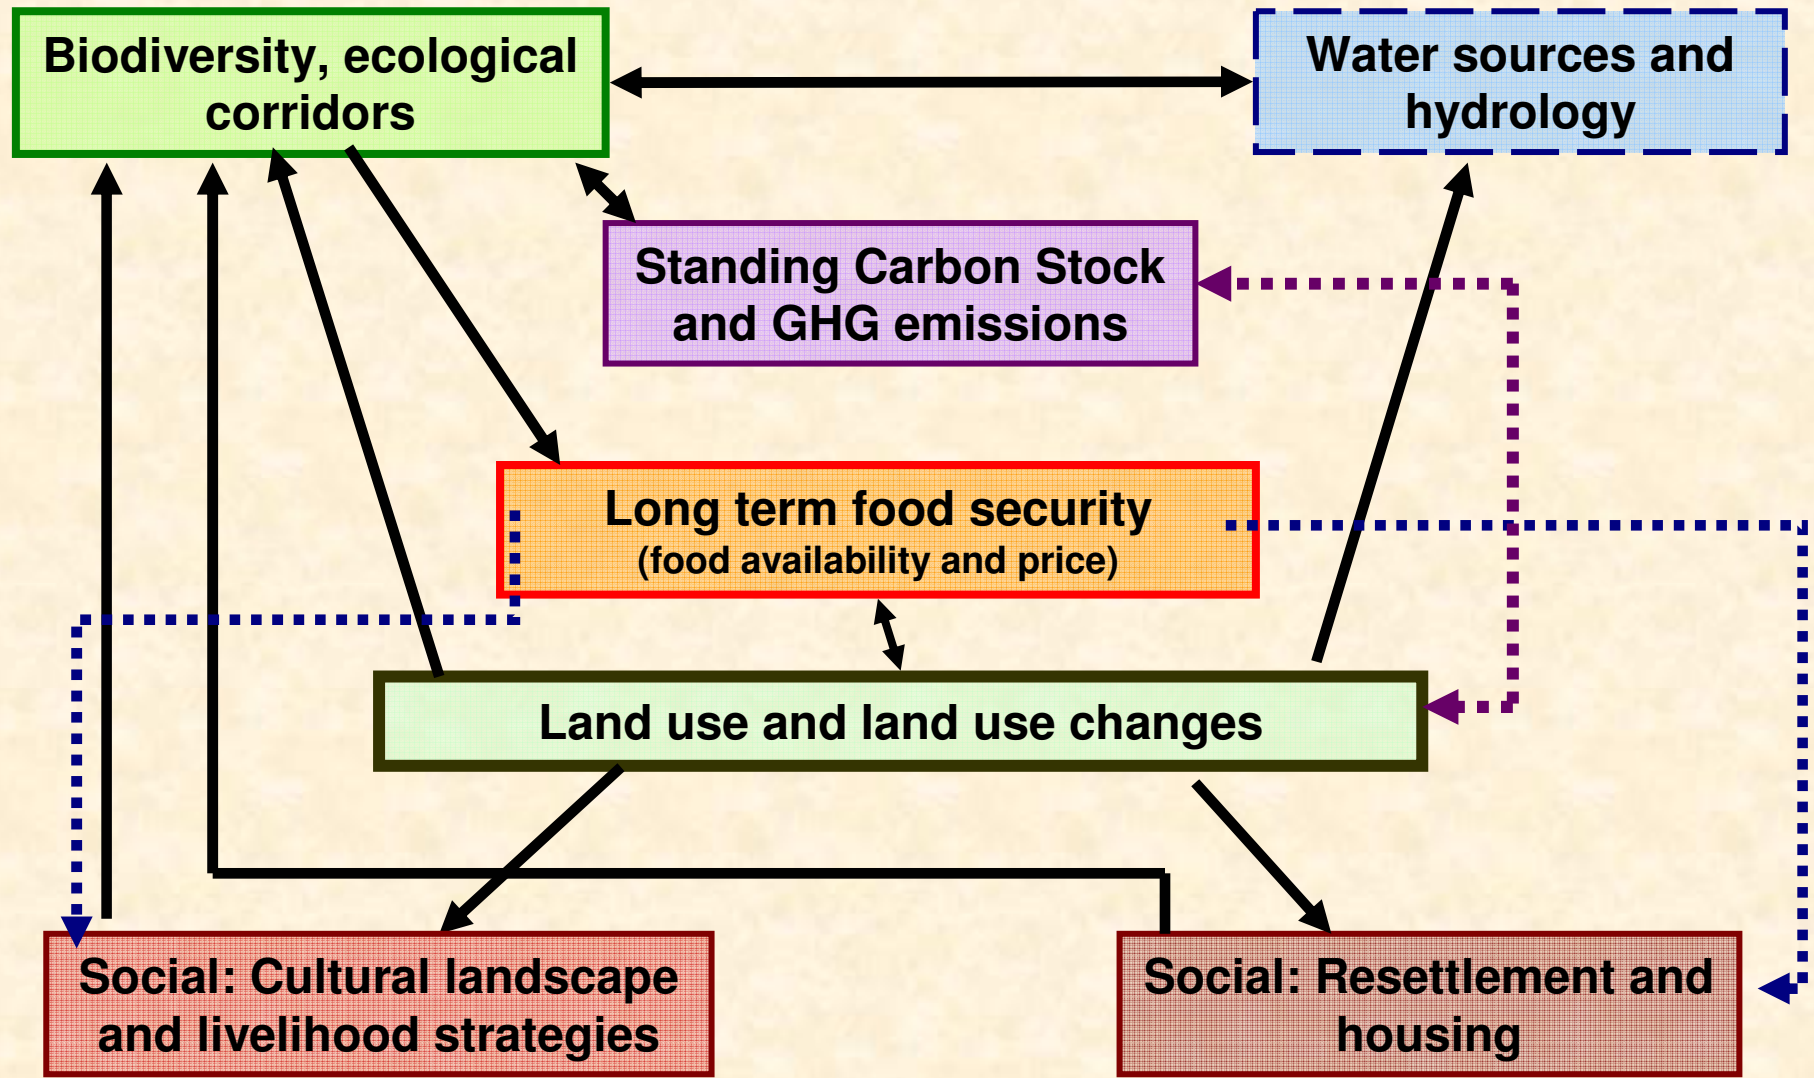 Biodiversity, ecological
corridors
Water sources and
hydrology
Standing Carbon Stock
and GHG emissions
Long term food security
(food availability and price)
Land use and land use changes
Social: Cultural landscape
and livelihood strategies
Social: Resettlement and
housing